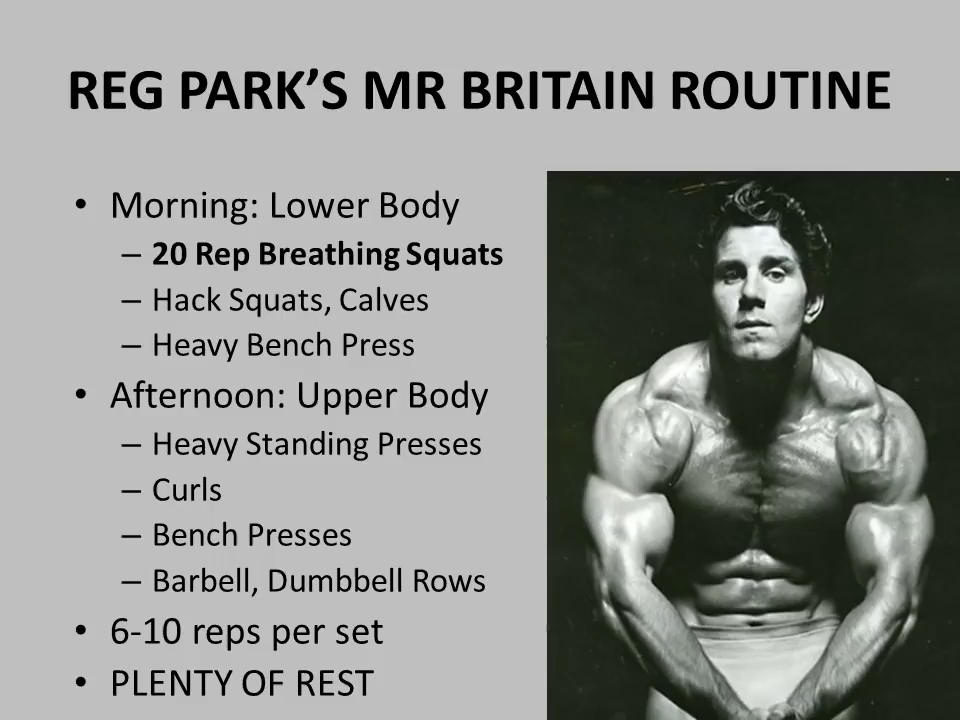 REG PARK’S MR BRITAIN ROUTINE
• Morning: Lower Body
– 20 Rep Breathing Squats
– Hack Squats, Calves
– Heavy Bench Press
• Afternoon: Upper Body
– Heavy Standing Presses
– Curls
– Bench Presses
– Barbell, Dumbbell Rows
• 6-10 reps per set
• PLENTY OF REST